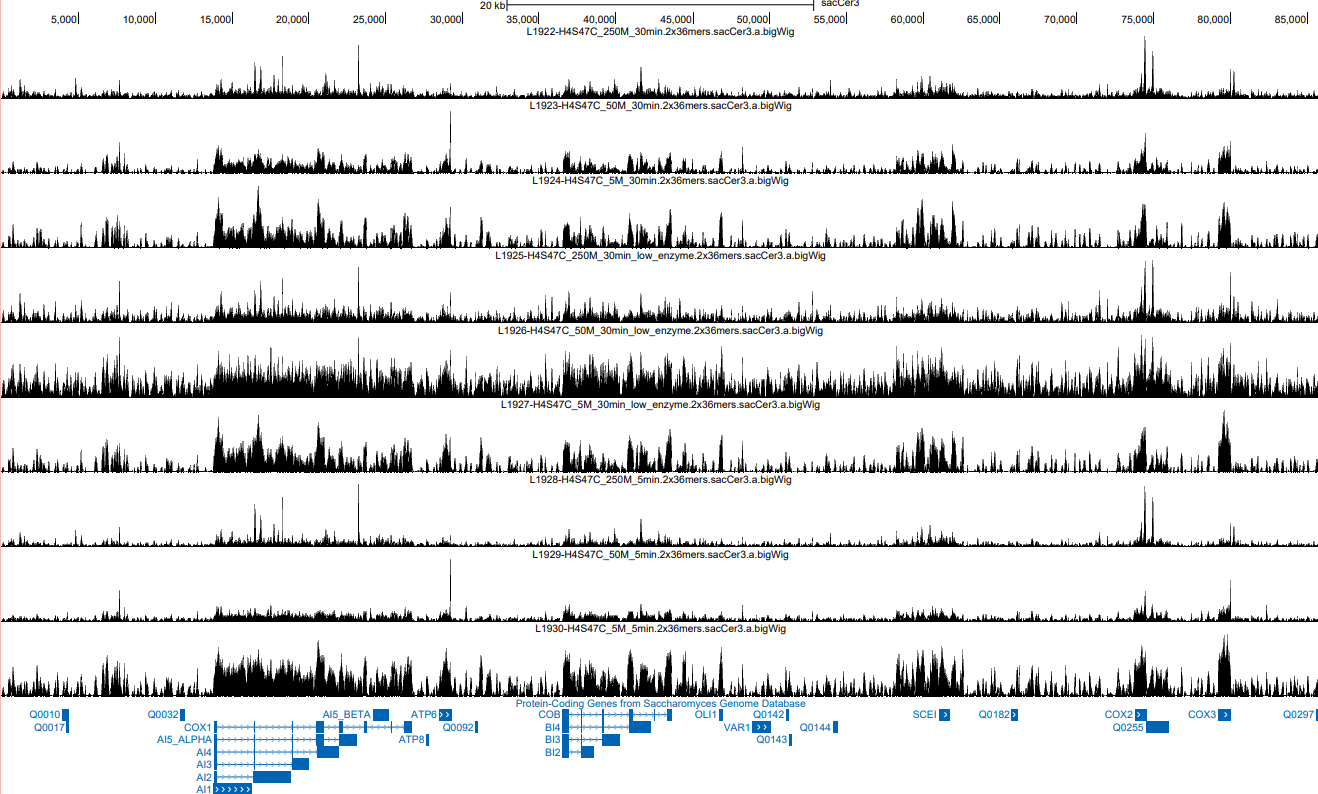 20 kb sacCer3
5,000 10,000 15,000 20,000 25,000 30,000 35,000 40,000 45,000 50,000 55,000 60,000 65,000 70,000 75,000 80,000 85,000
L1922-H4S47C_250M_30min.2x36mers.sacCer3.a.bigWig
L1923-H4S47C_50M_30min.2x36mers.sacCer3.a.bigWig
L1924-H4S47C_5M_30min.2x36mers.sacCer3.a.bigWig
L1925-H4S47C_250M_30min_low_enzyme.2x36mers.sacCer3.a.bigWig
L1926-H4S47C_50M_30min_low_enzyme.2x36mers.sacCer3.a.bigWig
L1927-H4S47C_5M_30min_low_enzyme.2x36mers.sacCer3.a.bigWig
L1928-H4S47C_250M_5min.2x36mers.sacCer3.a.bigWig
L1929-H4S47C_50M_5min.2x36mers.sacCer3.a.bigWig
L1930-H4S47C_5M_5min.2x36mers.sacCer3.a.bigWig
Protein-Coding Genes from Saccharomyces Genome Database
Q0010 Q0032 AI5_BETA ATP6 COB OLI1 Q0142 SCEI Q0182 COX2 COX3 Q0297
Q0017 COX1 Q0092 BI4 VAR1 Q0144 Q0255
AI5_ALPHA ATP8 BI3 Q0143
AI4 BI2
AI3
AI2
AI1